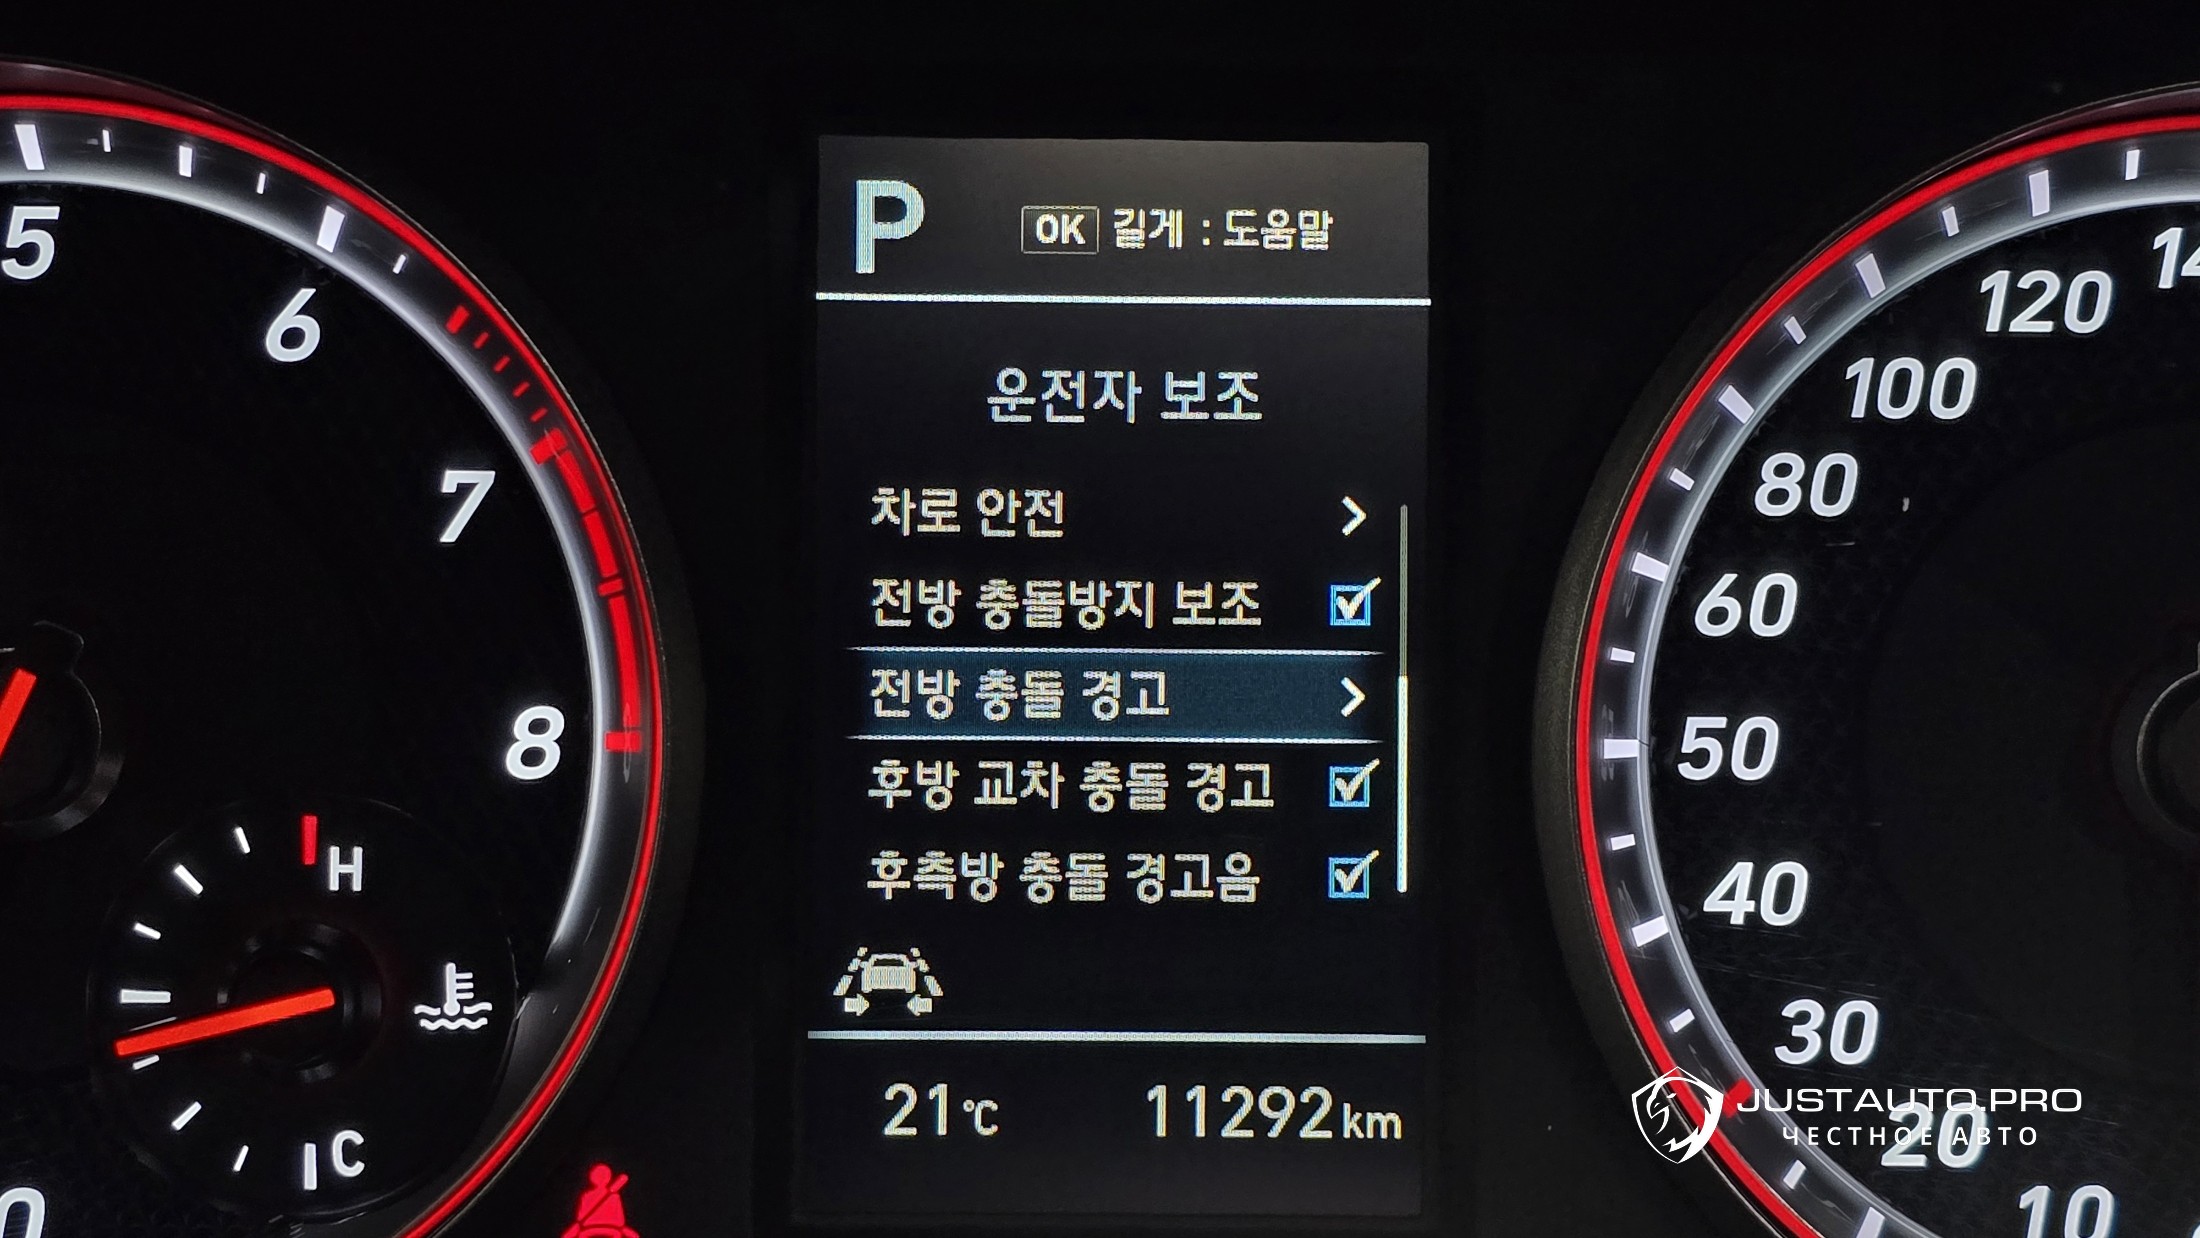 P
OK 길게 : 도움말
운전자 보조
차로 안전
전방 충돌방지 보조
전방 충돌 경고
후방 교차 충돌 경고
후측방 충돌 경고음
21℃ 11292km
5
6
7
8
H
C
120
100
80
60
50
40
30
20
10
JUSTAUTO.PRO
ЧЕСТНОЕ АВТО